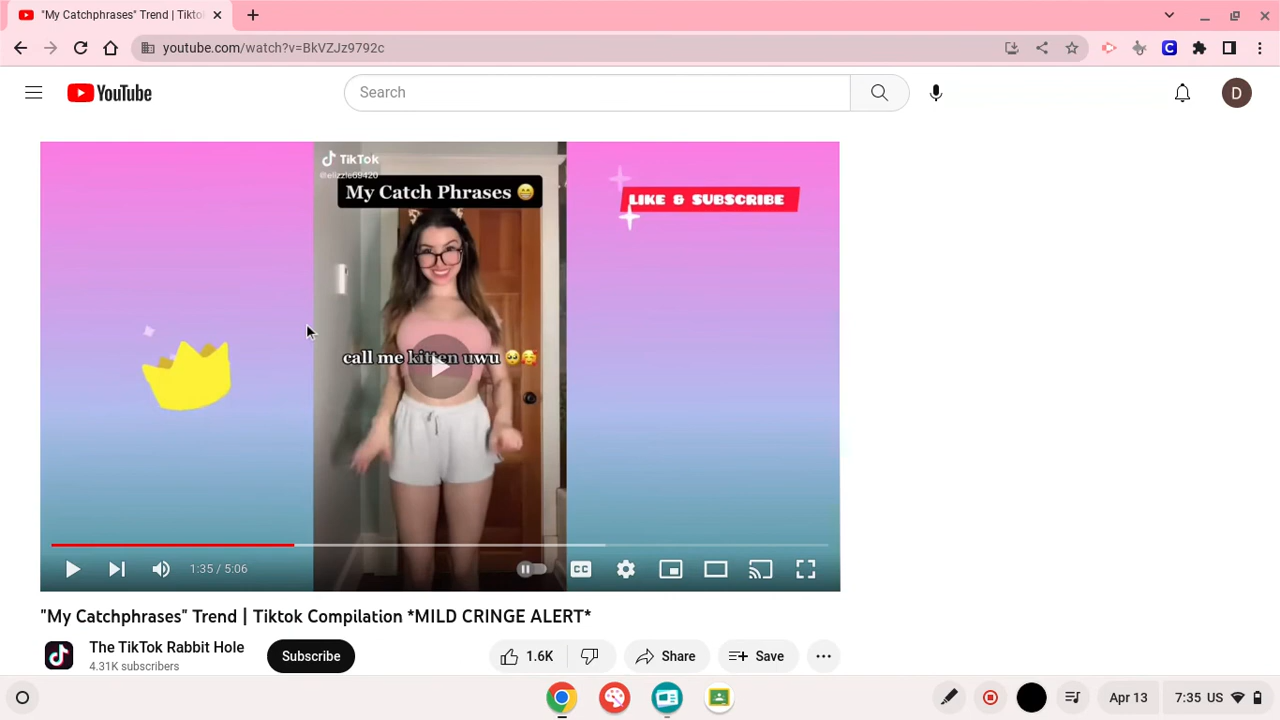 "My Catchphrases" Trend | Tikto
youtube.com/watch?v=BkVZJz9792c
YouTube
Search
D
TikTok
@elizzle69420
My Catch Phrases 😁
LIKE & SUBSCRIBE
call me kitten uwu 🥺🥰
1:35 / 5:06
CC
"My Catchphrases" Trend | Tiktok Compilation *MILD CRINGE ALERT*
The TikTok Rabbit Hole
4.31K subscribers
Subscribe
1.6K
Share
Save
Apr 13
7:35 US